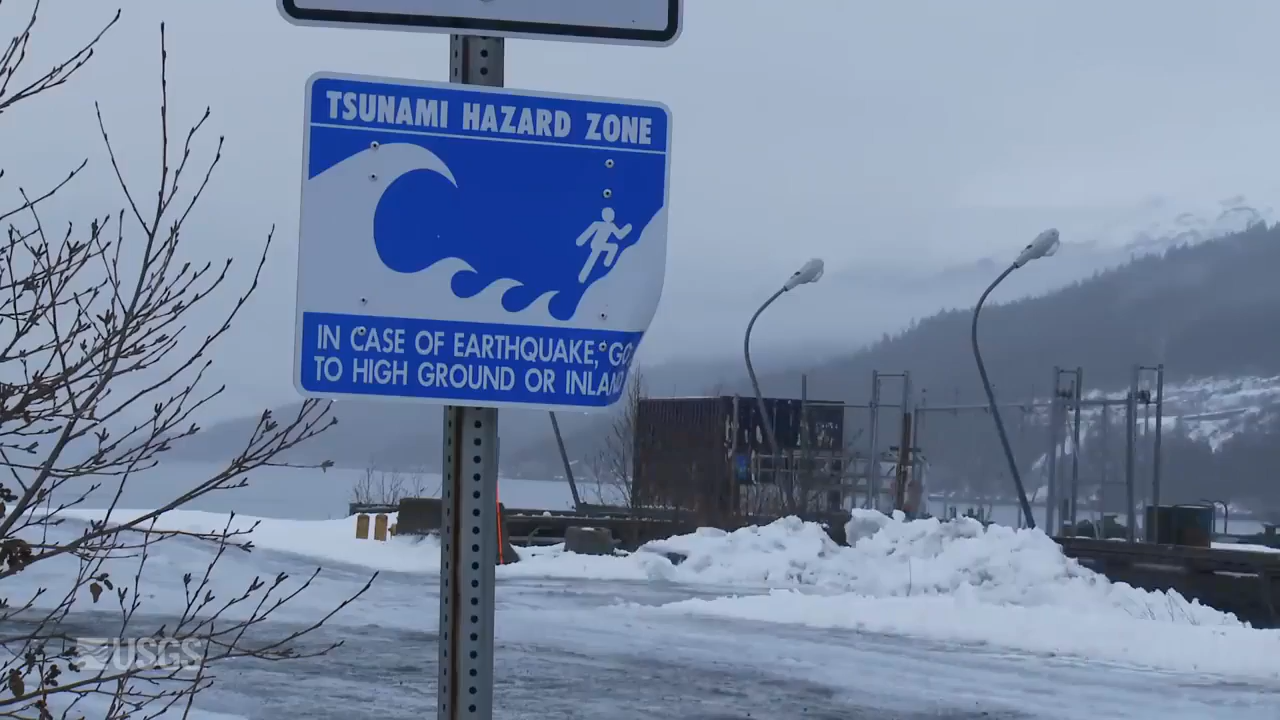 TSUNAMI HAZARD ZONE
IN CASE OF EARTHQUAKE, GO
TO HIGH GROUND OR INLAND
USGS